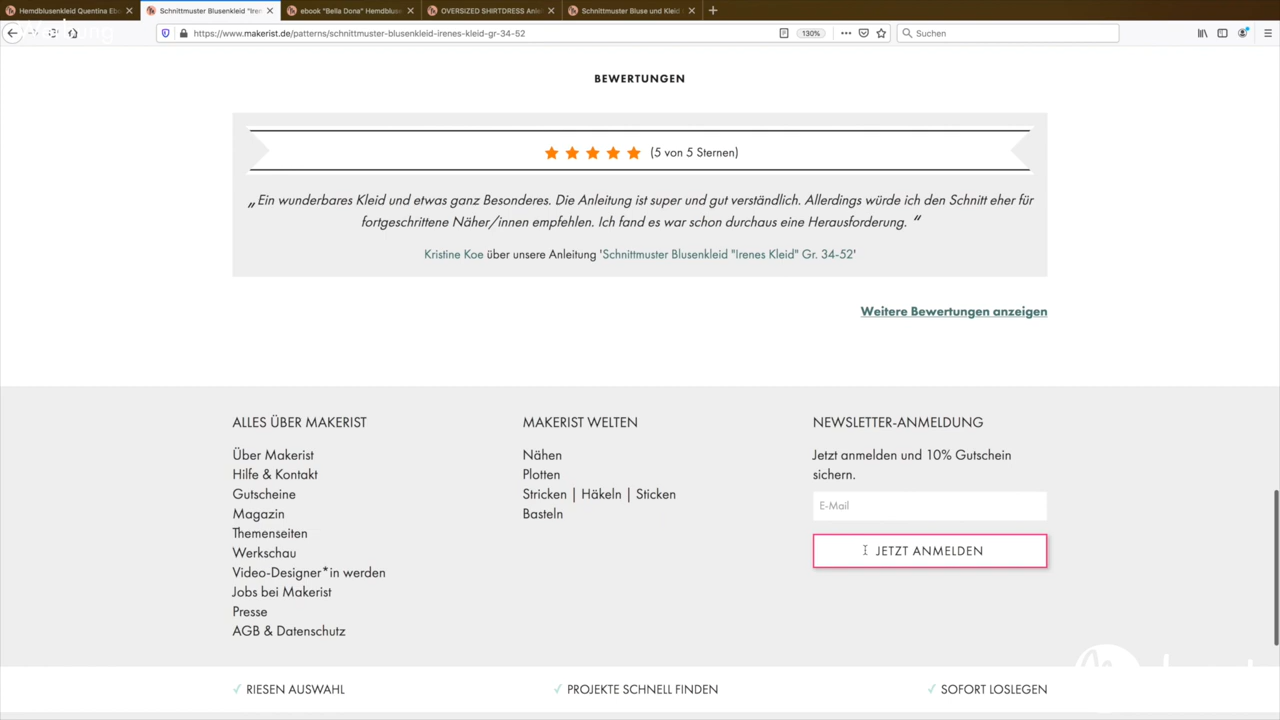 Hemdblusenkleid Quentina Ebo
Schnittmuster Blusenkleid "Iren
ebook "Bella Dona" Hemdbluse
OVERSIZED SHIRTDRESS Anle
Schnittmuster Bluse und Kleid
https://www.makerist.de/patterns/schnittmuster-blusenkleid-irenes-kleid-gr-34-52
130%
Suchen
BEWERTUNGEN
(5 von 5 Sternen)
„Ein wunderbares Kleid und etwas ganz Besonderes. Die Anleitung ist super und gut verständlich. Allerdings würde ich den Schnitt eher für
fortgeschrittene Näher/innen empfehlen. Ich fand es war schon durchaus eine Herausforderung. “
Kristine Koe über unsere Anleitung 'Schnittmuster Blusenkleid "Irenes Kleid" Gr. 34-52'
Weitere Bewertungen anzeigen
ALLES ÜBER MAKERIST
Über Makerist
Hilfe & Kontakt
Gutscheine
Magazin
Themenseiten
Werkschau
Video-Designer*in werden
Jobs bei Makerist
Presse
AGB & Datenschutz
MAKERIST WELTEN
Nähen
Plotten
Stricken | Häkeln | Sticken
Basteln
NEWSLETTER-ANMELDUNG
Jetzt anmelden und 10% Gutschein
sichern.
E-Mail
JETZT ANMELDEN
✓ RIESEN AUSWAHL
✓ PROJEKTE SCHNELL FINDEN
✓ SOFORT LOSLEGEN